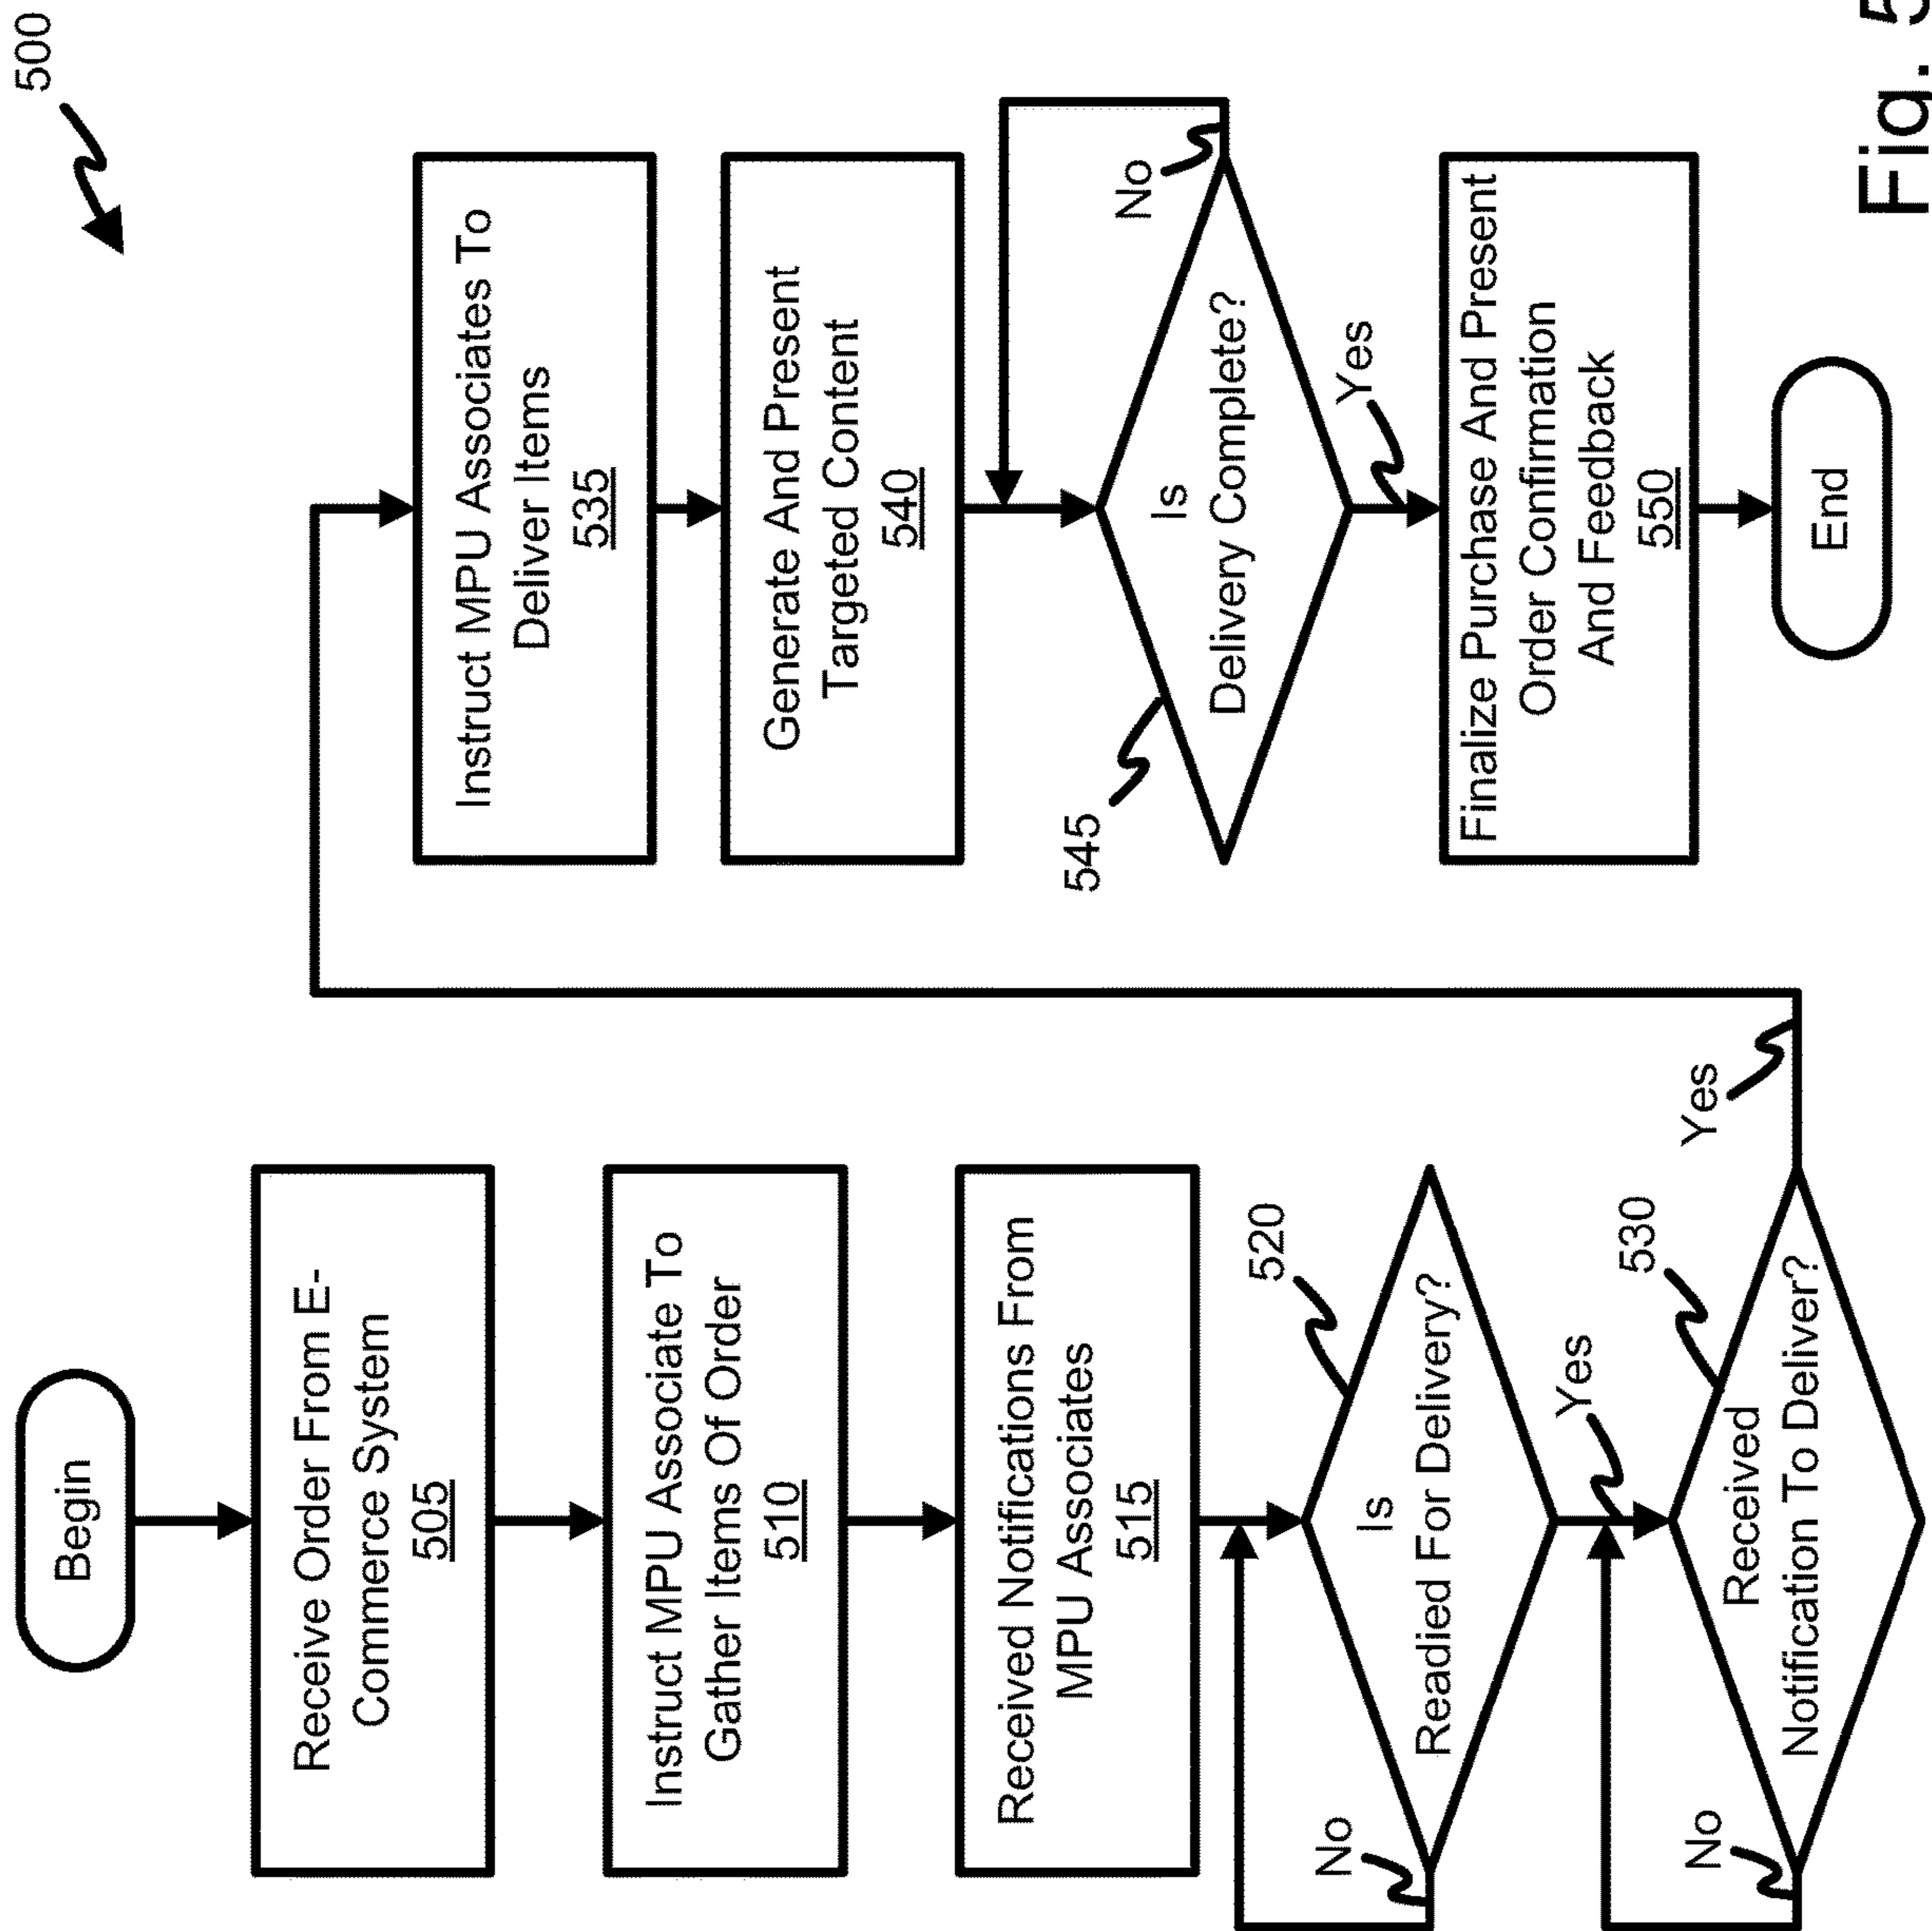 500
Begin
Receive Order From E-
Commerce System
505
Instruct MPU Associate To
Gather Items Of Order
510
Received Notifications From
MPU Associates
515
520
Is
Readied For Delivery?
No
Yes
530
Received
Notification To Deliver?
No
Yes
Instruct MPU Associates To
Deliver Items
535
Generate And Present
Targeted Content
540
545
Is
Delivery Complete?
No
Yes
Finalize Purchase And Present
Order Confirmation
And Feedback
550
End
Fig. 5